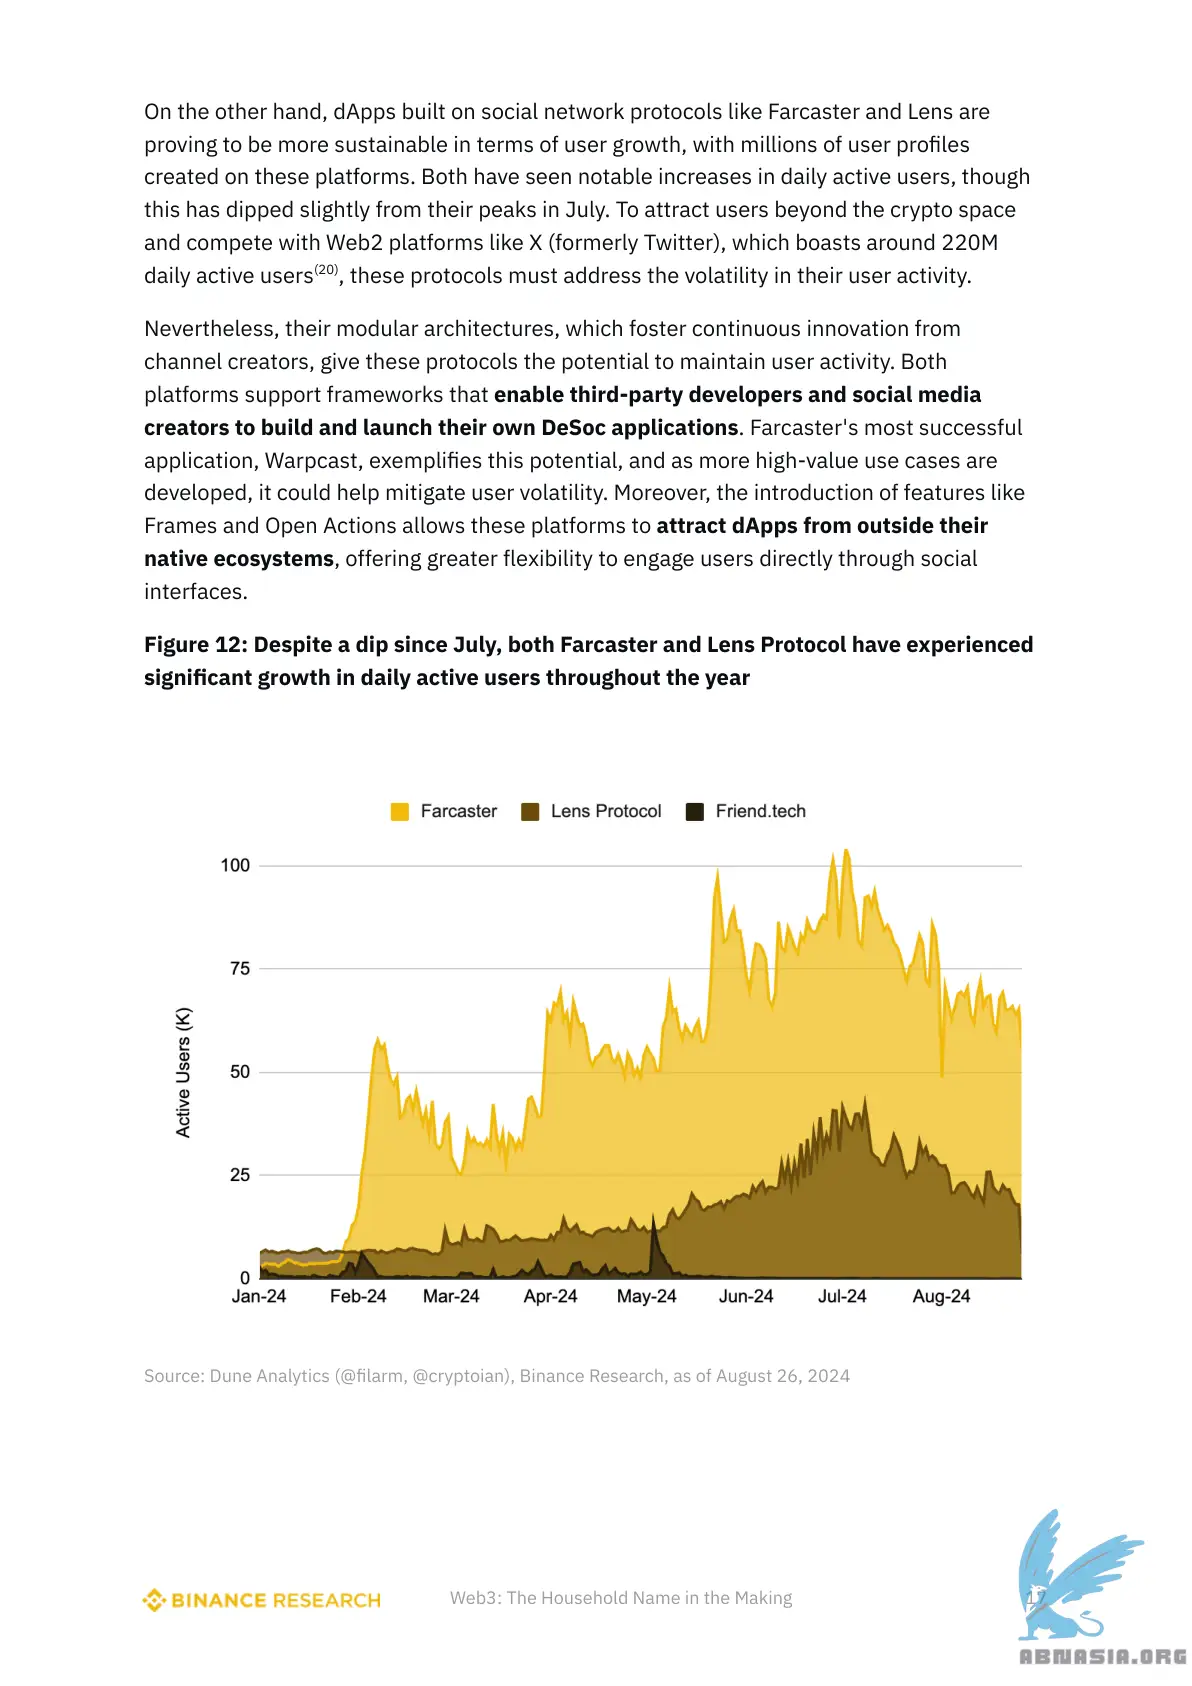 On the other hand, dApps built on social network protocols like Farcaster and Lens are
proving to be more sustainable in terms of user growth, with millions of user profiles
created on these platforms. Both have seen notable increases in daily active users, though
this has dipped slightly from their peaks in July. To attract users beyond the crypto space
and compete with Web2 platforms like X (formerly Twitter), which boasts around 220M
daily active users(20), these protocols must address the volatility in their user activity.
Nevertheless, their modular architectures, which foster continuous innovation from
channel creators, give these protocols the potential to maintain user activity. Both
platforms support frameworks that enable third-party developers and social media
creators to build and launch their own DeSoc applications. Farcaster's most successful
application, Warpcast, exemplifies this potential, and as more high-value use cases are
developed, it could help mitigate user volatility. Moreover, the introduction of features like
Frames and Open Actions allows these platforms to attract dApps from outside their
native ecosystems, offering greater flexibility to engage users directly through social
interfaces.
Figure 12: Despite a dip since July, both Farcaster and Lens Protocol have experienced
significant growth in daily active users throughout the year
Farcaster Lens Protocol Friend.tech
Active Users (K)
100
75
50
25
0
Jan-24 Feb-24 Mar-24 Apr-24 May-24 Jun-24 Jul-24 Aug-24
Source: Dune Analytics (@filarm, @cryptoian), Binance Research, as of August 26, 2024
BINANCE RESEARCH
Web3: The Household Name in the Making
17
ABNASIA.ORG